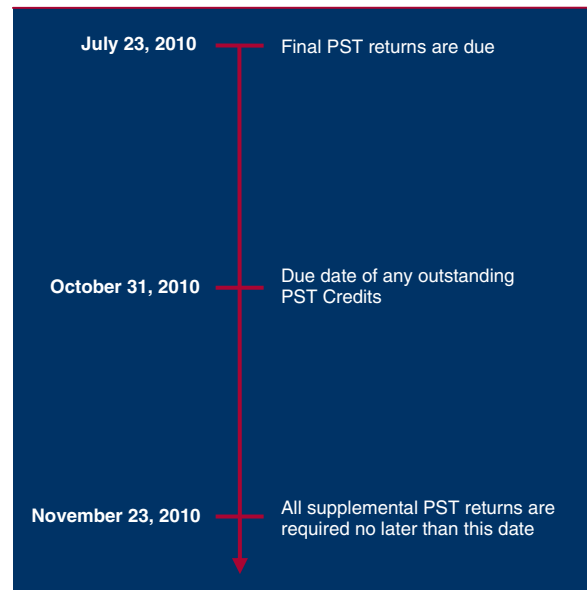 July 23, 2010
Final PST returns are due
October 31, 2010
Due date of any outstanding
PST Credits
November 23, 2010
All supplemental PST returns are
required no later than this date